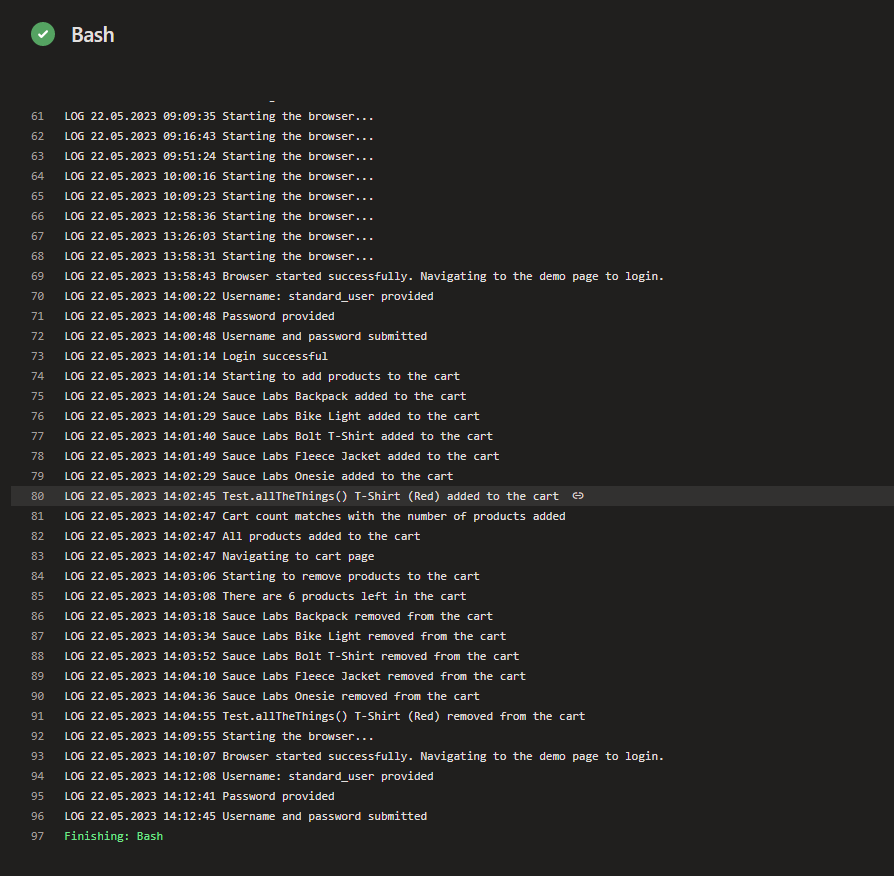 Bash
61 LOG 22.05.2023 09:09:35 Starting the browser...
62 LOG 22.05.2023 09:16:43 Starting the browser...
63 LOG 22.05.2023 09:51:24 Starting the browser...
64 LOG 22.05.2023 10:00:16 Starting the browser...
65 LOG 22.05.2023 10:09:23 Starting the browser...
66 LOG 22.05.2023 12:58:36 Starting the browser...
67 LOG 22.05.2023 13:26:03 Starting the browser...
68 LOG 22.05.2023 13:58:31 Starting the browser...
69 LOG 22.05.2023 13:58:43 Browser started successfully. Navigating to the demo page to login.
70 LOG 22.05.2023 14:00:22 Username: standard_user provided
71 LOG 22.05.2023 14:00:48 Password provided
72 LOG 22.05.2023 14:00:48 Username and password submitted
73 LOG 22.05.2023 14:01:14 Login successful
74 LOG 22.05.2023 14:01:14 Starting to add products to the cart
75 LOG 22.05.2023 14:01:24 Sauce Labs Backpack added to the cart
76 LOG 22.05.2023 14:01:29 Sauce Labs Bike Light added to the cart
77 LOG 22.05.2023 14:01:40 Sauce Labs Bolt T-Shirt added to the cart
78 LOG 22.05.2023 14:01:49 Sauce Labs Fleece Jacket added to the cart
79 LOG 22.05.2023 14:02:29 Sauce Labs Onesie added to the cart
80 LOG 22.05.2023 14:02:45 Test.allTheThings() T-Shirt (Red) added to the cart
81 LOG 22.05.2023 14:02:47 Cart count matches with the number of products added
82 LOG 22.05.2023 14:02:47 All products added to the cart
83 LOG 22.05.2023 14:02:47 Navigating to cart page
84 LOG 22.05.2023 14:03:06 Starting to remove products to the cart
85 LOG 22.05.2023 14:03:08 There are 6 products left in the cart
86 LOG 22.05.2023 14:03:18 Sauce Labs Backpack removed from the cart
87 LOG 22.05.2023 14:03:34 Sauce Labs Bike Light removed from the cart
88 LOG 22.05.2023 14:03:52 Sauce Labs Bolt T-Shirt removed from the cart
89 LOG 22.05.2023 14:04:10 Sauce Labs Fleece Jacket removed from the cart
90 LOG 22.05.2023 14:04:36 Sauce Labs Onesie removed from the cart
91 LOG 22.05.2023 14:04:55 Test.allTheThings() T-Shirt (Red) removed from the cart
92 LOG 22.05.2023 14:09:55 Starting the browser...
93 LOG 22.05.2023 14:10:07 Browser started successfully. Navigating to the demo page to login.
94 LOG 22.05.2023 14:12:08 Username: standard_user provided
95 LOG 22.05.2023 14:12:41 Password provided
96 LOG 22.05.2023 14:12:45 Username and password submitted
97 Finishing: Bash